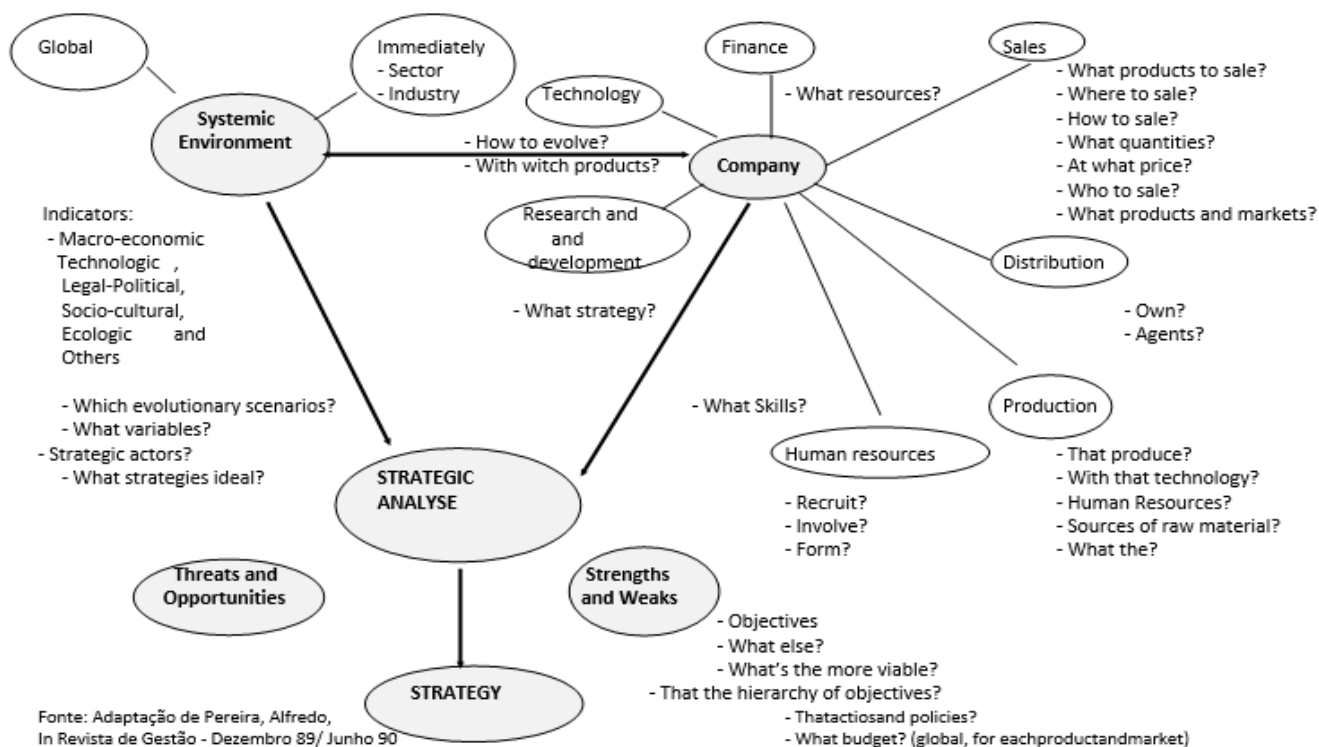 Global
Immediately
- Sector
- Industry
Systemic
Environment
Finance
- What resources?
Technology
- How to evolve?
- With witch products?
Company
Sales
- What products to sale?
- Where to sale?
- How to sale?
- What quantities?
- At what price?
- Who to sale?
- What products and markets?
Research and
and
development
- What strategy?
Distribution
- Own?
- Agents?
Indicators:
- Macro-economic
Technologic ,
Legal-Political,
Socio-cultural,
Ecologic and
Others
- Which evolutionary scenarios?
- What variables?
- Strategic actors?
- What strategies ideal?
- What Skills?
Human resources
- Recruit?
- Involve?
- Form?
Production
- That produce?
- With that technology?
- Human Resources?
- Sources of raw material?
- What the?
STRATEGIC
ANALYSE
Threats and
Opportunities
Strengths
and Weaks
- Objectives
- What else?
- What's the more viable?
- That the hierarchy of objectives?
- Thatactiosand policies?
- What budget? (global, for eachproductandmarket)
STRATEGY
Fonte: Adaptação de Pereira, Alfredo,
In Revista de Gestão - Dezembro 89/ Junho 90